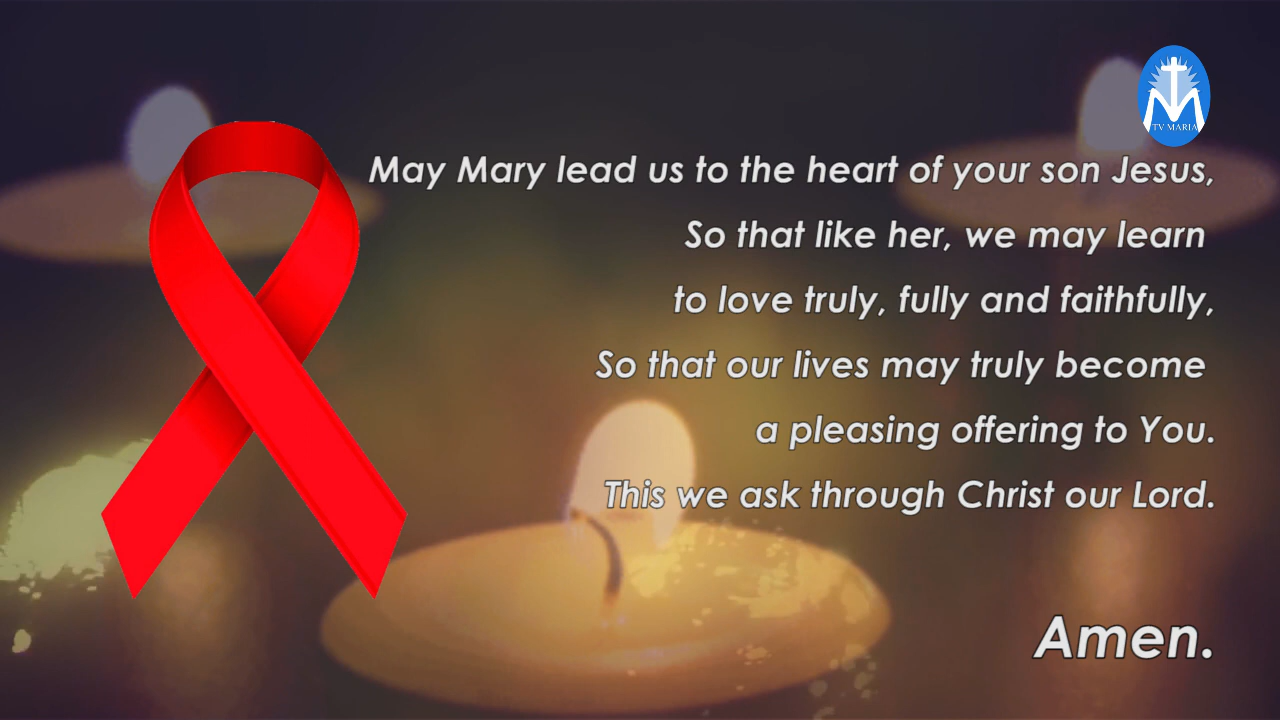 TV MARIA
May Mary lead us to the heart of your son Jesus,
So that like her, we may learn
to love truly, fully and faithfully,
So that our lives may truly become
a pleasing offering to You.
This we ask through Christ our Lord.
Amen.